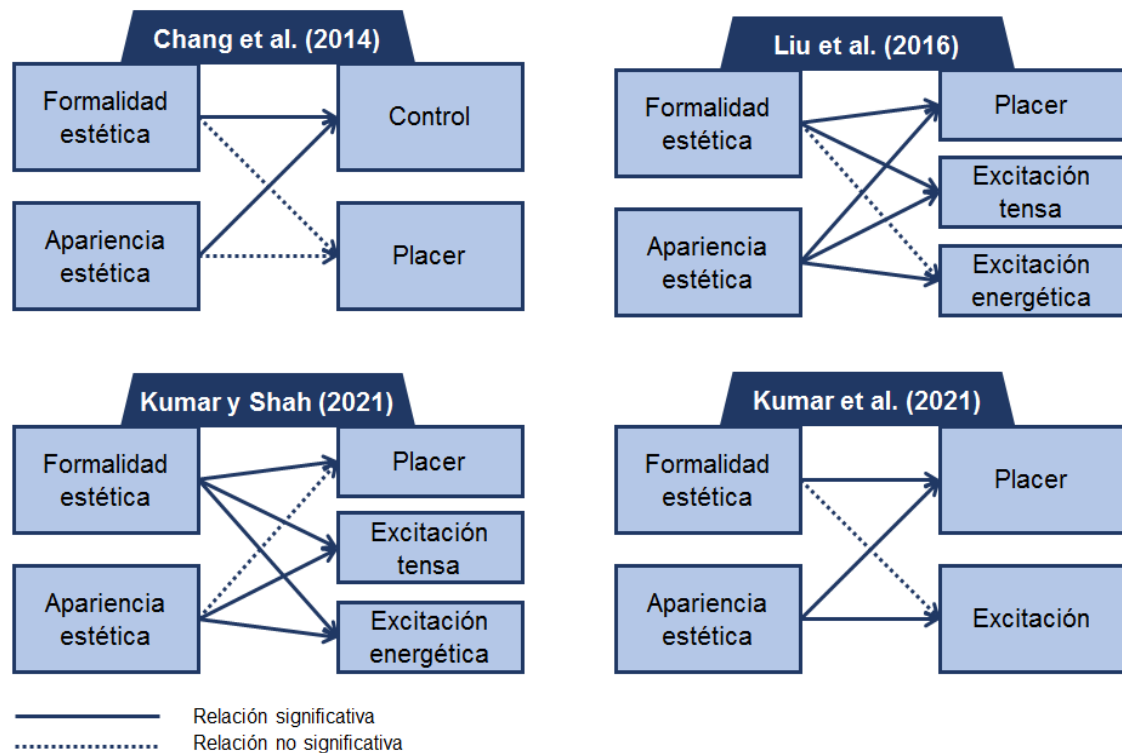 Chang et al. (2014)
Formalidad
estética
Apariencia
estética
Control
Placer
Liu et al. (2016)
Formalidad
estética
Apariencia
estética
Placer
Excitación
tensa
Excitación
energética
Kumar y Shah (2021)
Formalidad
estética
Apariencia
estética
Placer
Excitación
tensa
Excitación
energética
Kumar et al. (2021)
Formalidad
estética
Apariencia
estética
Placer
Excitación
Relación significativa
Relación no significativa